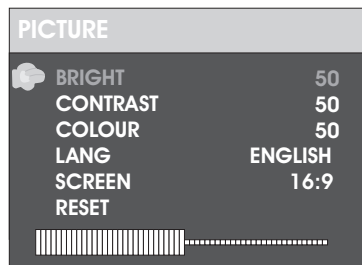 PICTURE
BRIGHT 50
CONTRAST 50
COLOUR 50
LANG ENGLISH
SCREEN 16:9
RESET